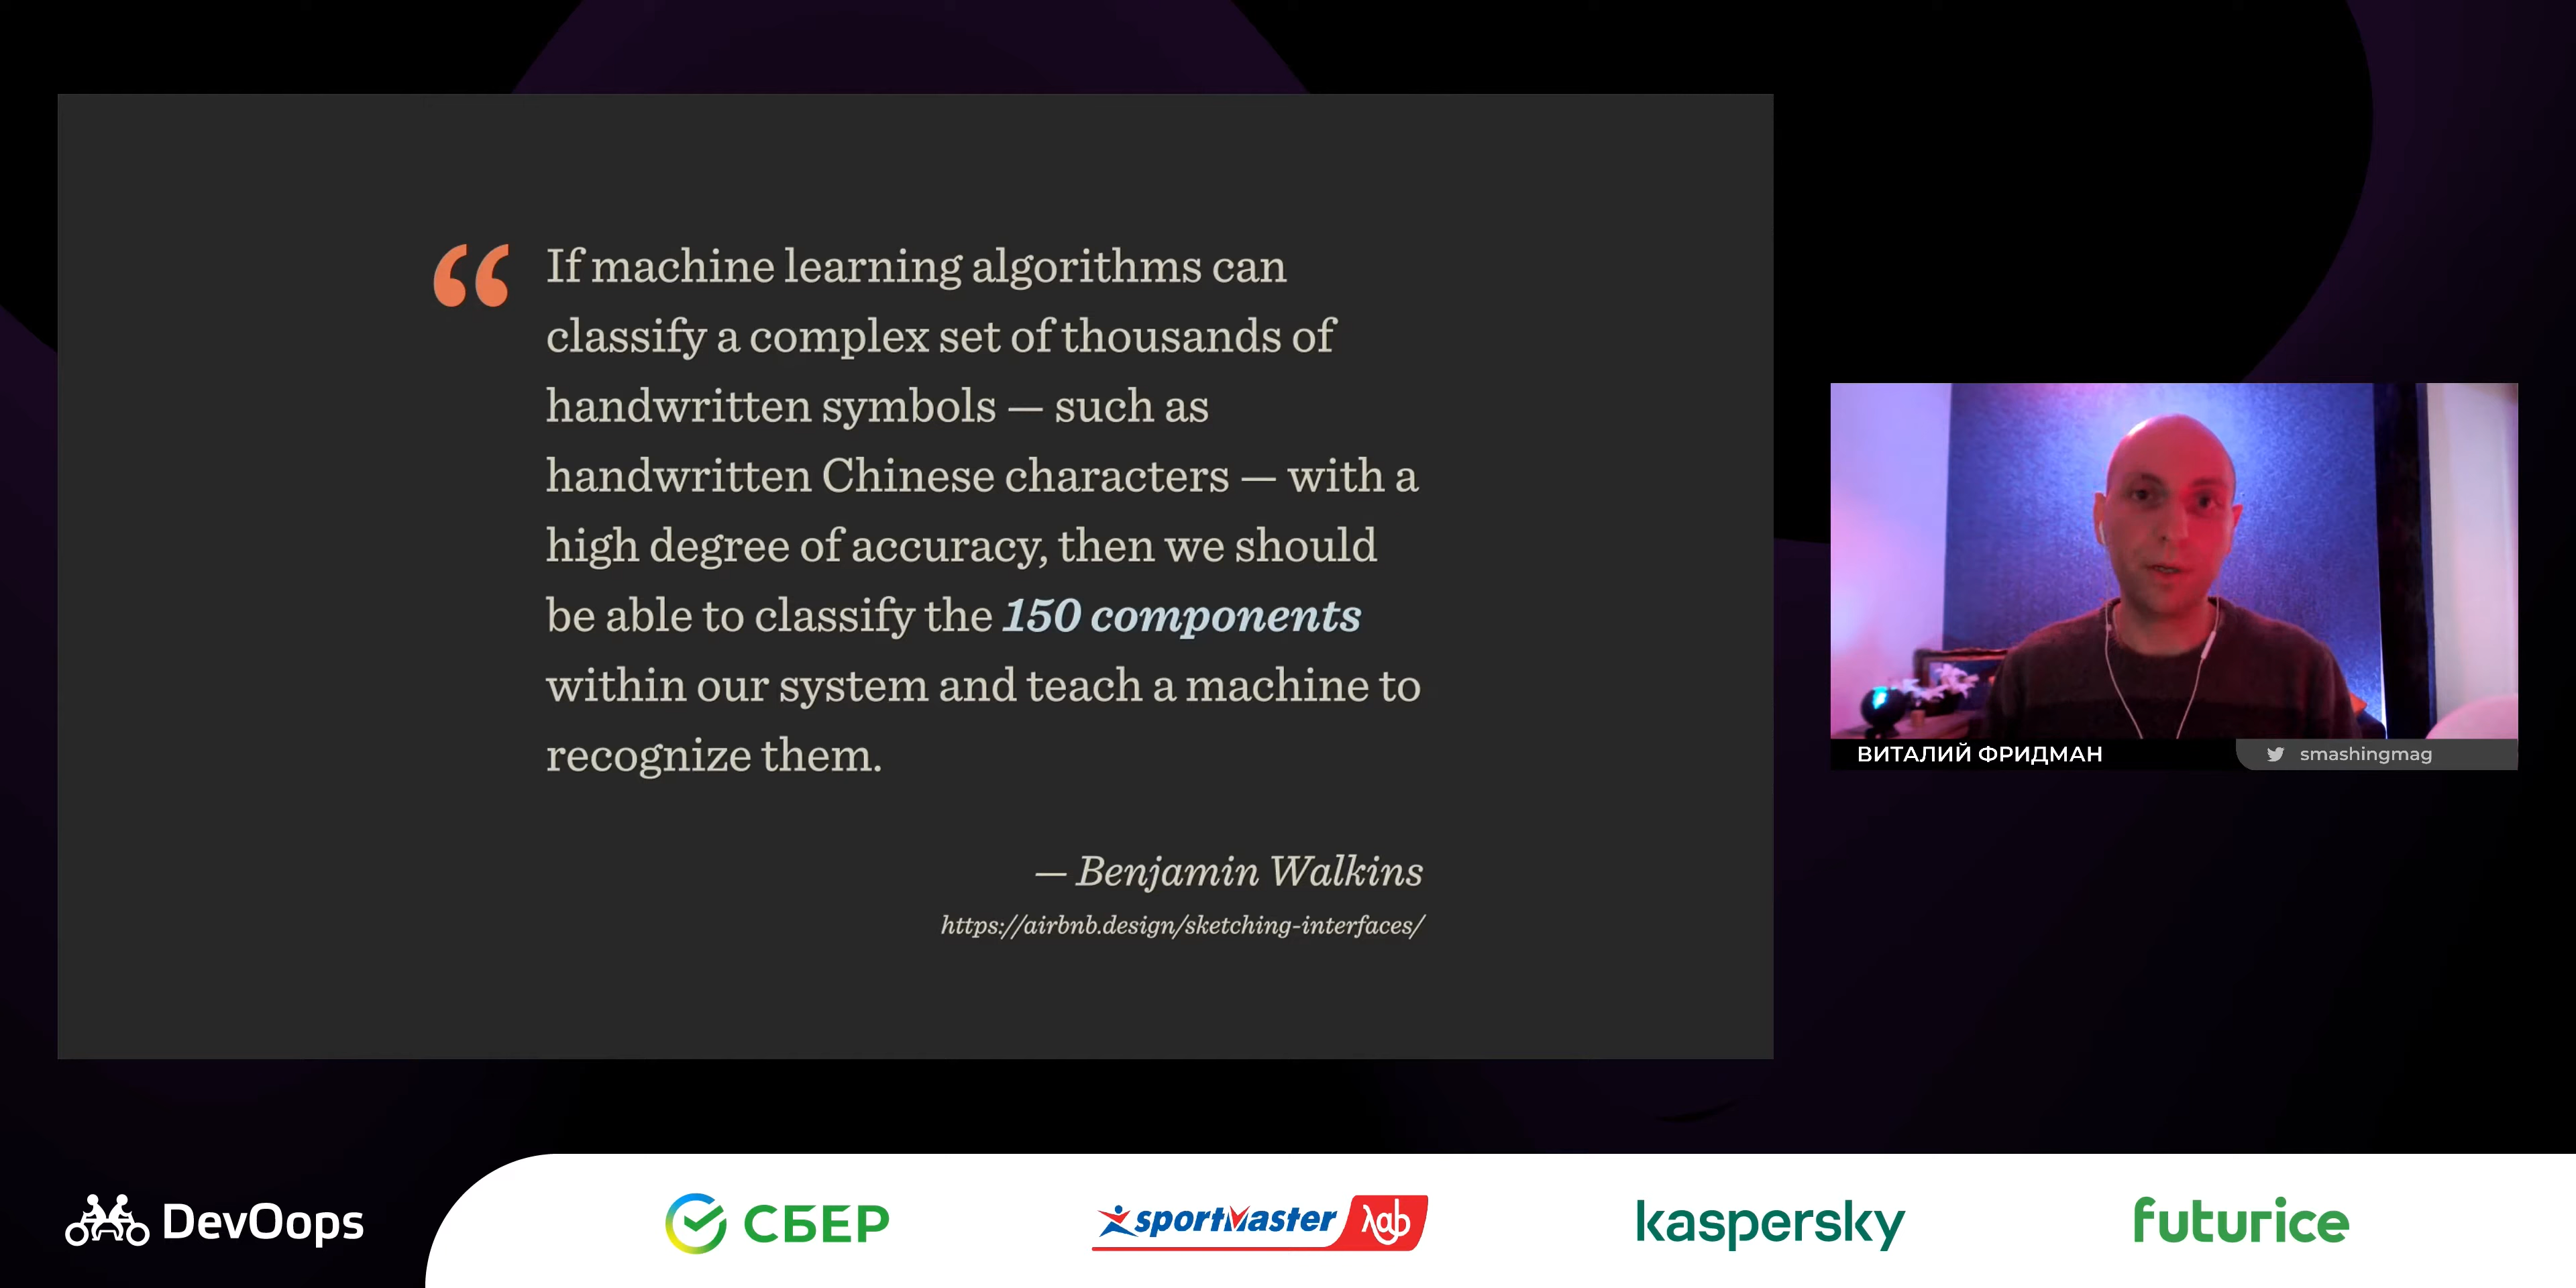 “
If machine learning algorithms can
classify a complex set of thousands of
handwritten symbols — such as
handwritten Chinese characters — with a
high degree of accuracy, then we should
be able to classify the 150 components
within our system and teach a machine to
recognize them.
— Benjamin Walkins
https://airbnb.design/sketching-interfaces/
ВИТАЛИЙ ФРИДМАН
smashingmag
DevOops
СБЕР
sportmaster lab
kaspersky
futurice